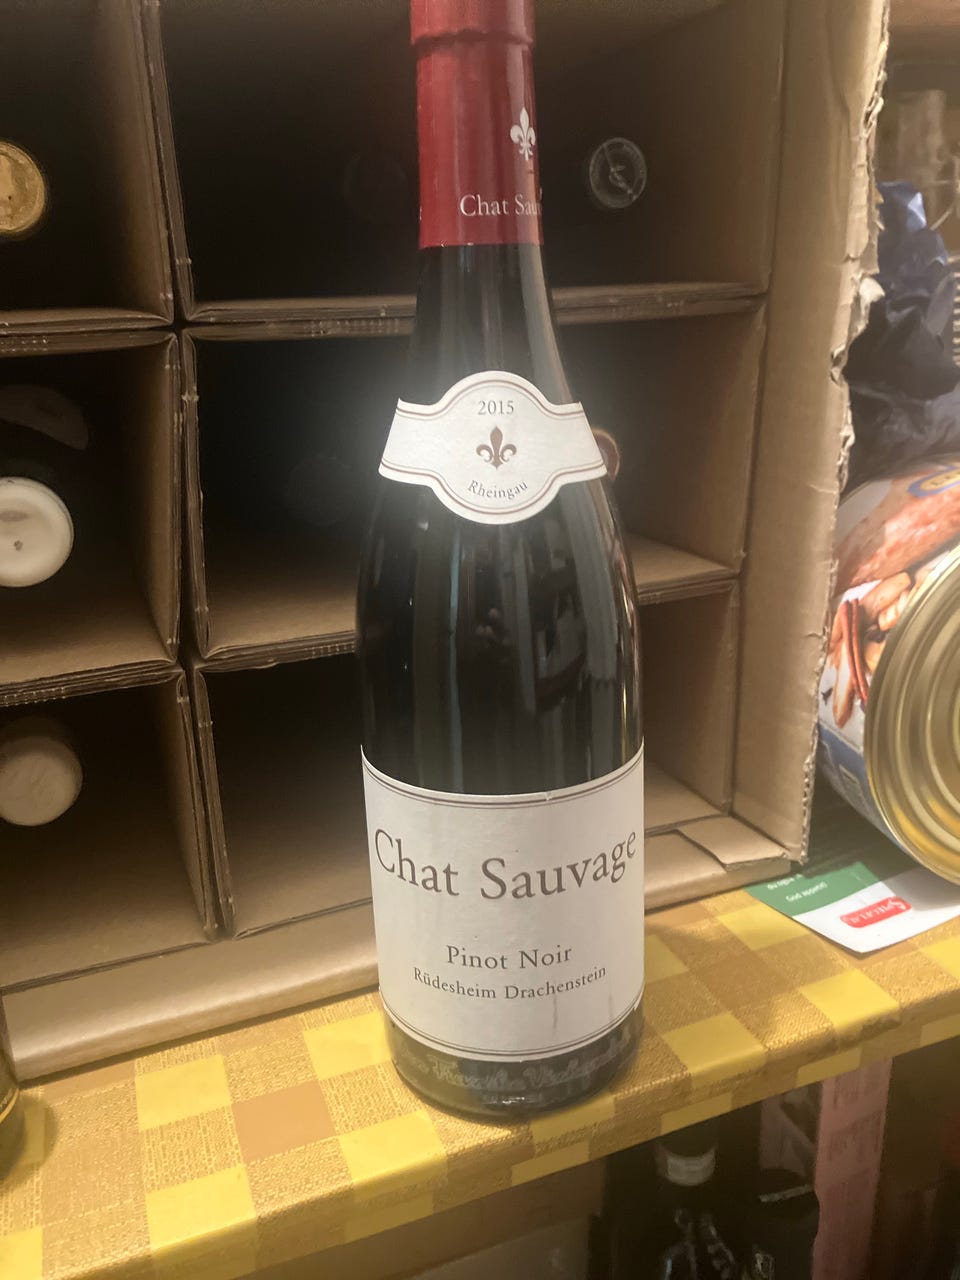 Chat Sau
2015
Rheingau
Chat Sauvage
Pinot Noir
Rüdesheim Drachenstein